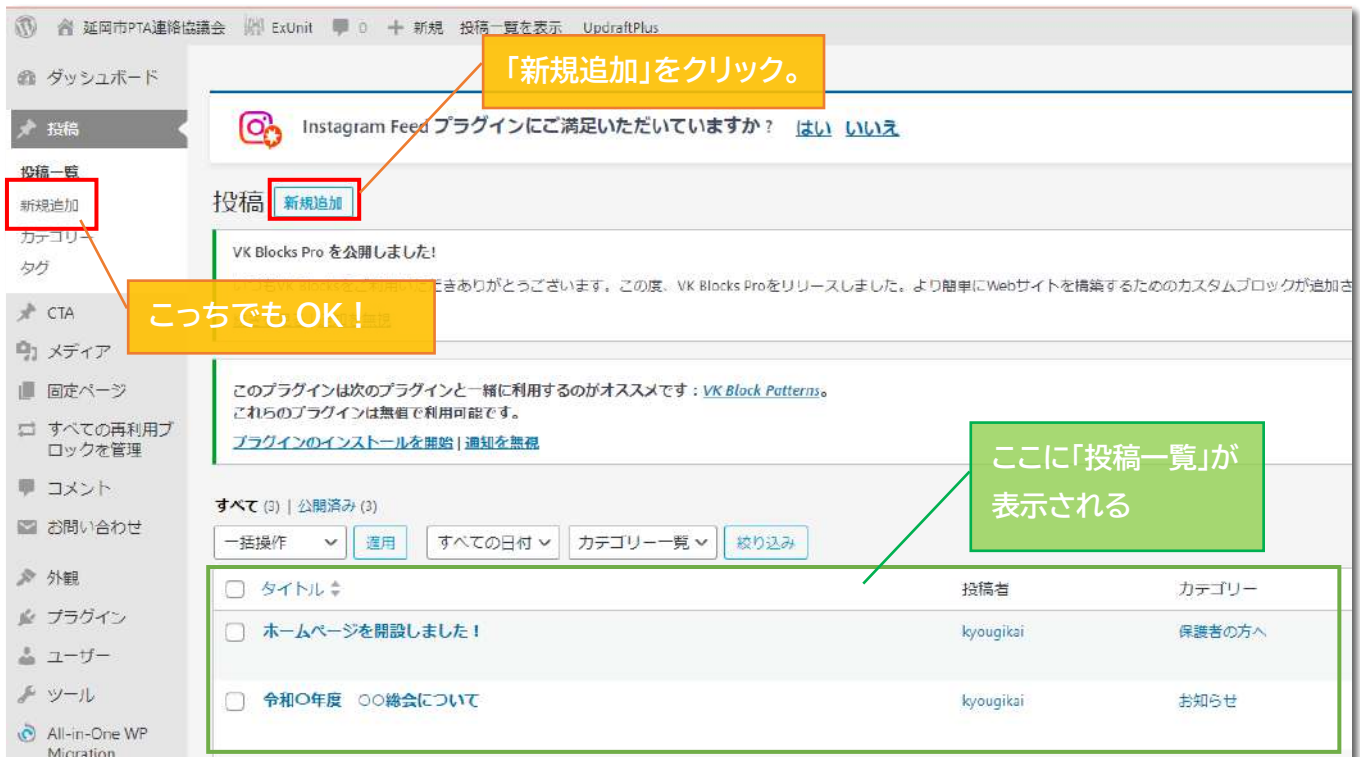 延岡市PTA連絡協議会 ExUnit 0 新規 投稿一覧を表示 UpdraftPlus
「新規追加」をクリック。
ダッシュボード
投稿
投稿一覧
新規追加
カテゴリー
タグ
CTA
メディア
固定ページ
すべての再利用ブ
ロックを管理
コメント
お問い合わせ
外観
プラグイン
ユーザー
ツール
All-in-One WP
Migration
Instagram Feed プラグインにご満足いただいていますか? はい いいえ
投稿 新規追加
VK Blocks Pro を公開しました!
きありがとうございます。この度、VK Blocks Proをリリースしました。より簡単にWebサイトを構築するためのカスタムブロックが追加さ
こっちでも OK!
このプラグインは次のプラグインと一緒に利用するのがオススメです:VK Block Patterns。
これらのプラグインは無償で利用可能です。
プラグインのインストールを開始 | 通知を無視
ここに「投稿一覧」が
表示される
すべて (3) | 公開済み (3)
一括操作 適用 すべての日付 カテゴリー一覧 絞り込み
タイトル 投稿者 カテゴリー
ホームページを開設しました! kyougikai 保護者の方へ
令和〇年度 〇〇総会について kyougikai お知らせ